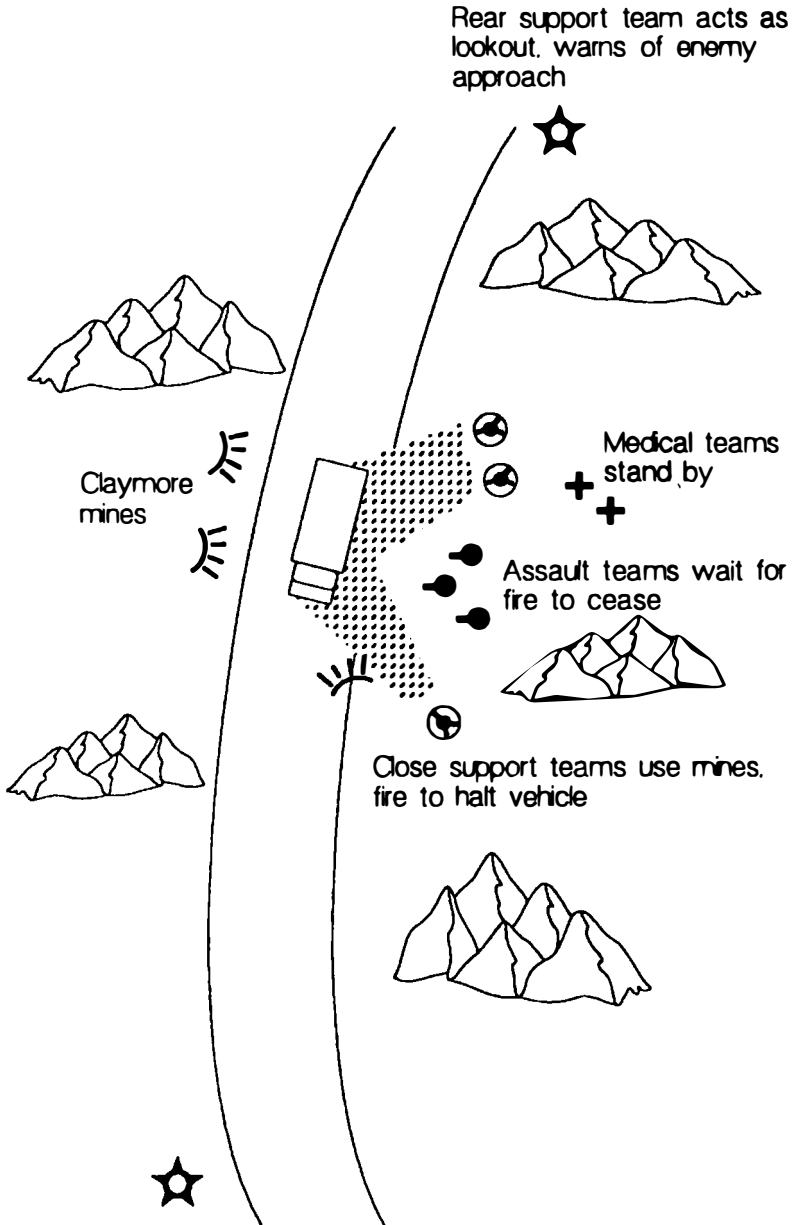 Rear support team acts as
lookout, warns of enemy
approach
Claymore
mines
Medical teams
stand by
Assault teams wait for
fire to cease
Close support teams use mines,
fire to halt vehicle